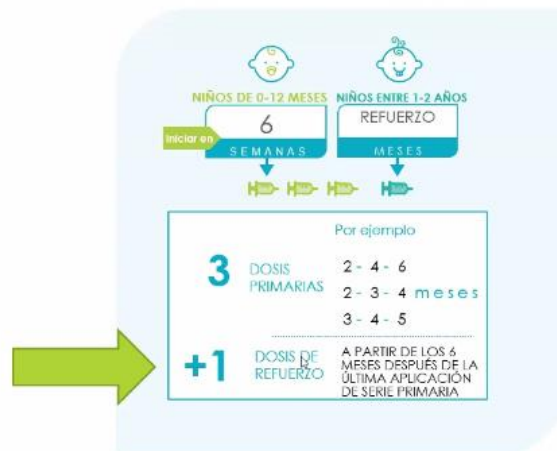 NIÑOS DE 0-12 MESES
NIÑOS ENTRE 1-2 AÑOS
Iniciar en
6
SEMANAS
REFUERZO
MESES
Por ejemplo
3 DOSIS
PRIMARIAS
2 - 4 - 6
2 - 3 - 4 meses
3 - 4 - 5
+1 DOSIS DE
REFUERZO
A PARTIR DE LOS 6
MESES DESPUÉS DE LA
ÚLTIMA APLICACIÓN
DE SERIE PRIMARIA